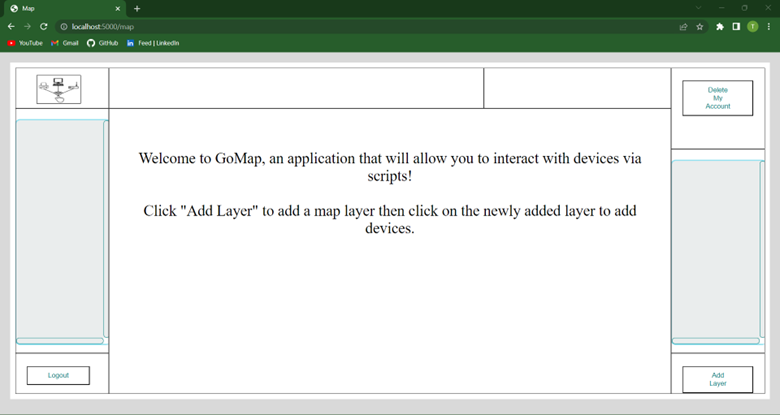 Map
localhost:5000/map
YouTube
Gmail
GitHub
Feed | LinkedIn
T
Delete
My
Account
Welcome to GoMap, an application that will allow you to interact with devices via
scripts!
Click "Add Layer" to add a map layer then click on the newly added layer to add
devices.
Logout
Add
Layer